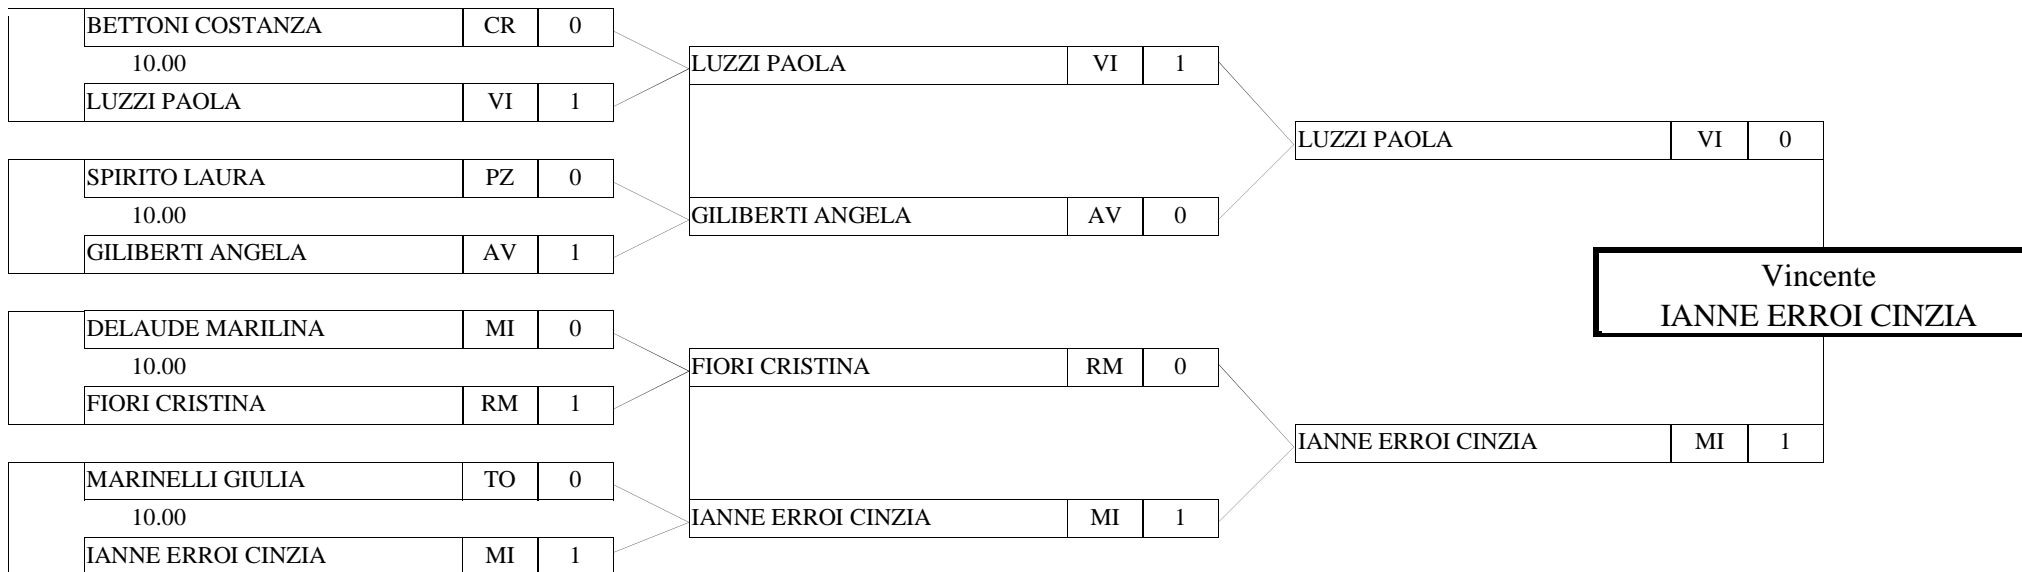 BETTONI COSTANZA CR 0
10.00
LUZZI PAOLA VI 1
SPIRITO LAURA PZ 0
10.00
GILIBERTI ANGELA AV 1
DELAUDE MARILINA MI 0
10.00
FIORI CRISTINA RM 1
MARINELLI GIULIA TO 0
10.00
IANNE ERROI CINZIA MI 1
LUZZI PAOLA VI 1
GILIBERTI ANGELA AV 0
FIORI CRISTINA RM 0
IANNE ERROI CINZIA MI 1
LUZZI PAOLA VI 0
IANNE ERROI CINZIA MI 1
Vincente
IANNE ERROI CINZIA